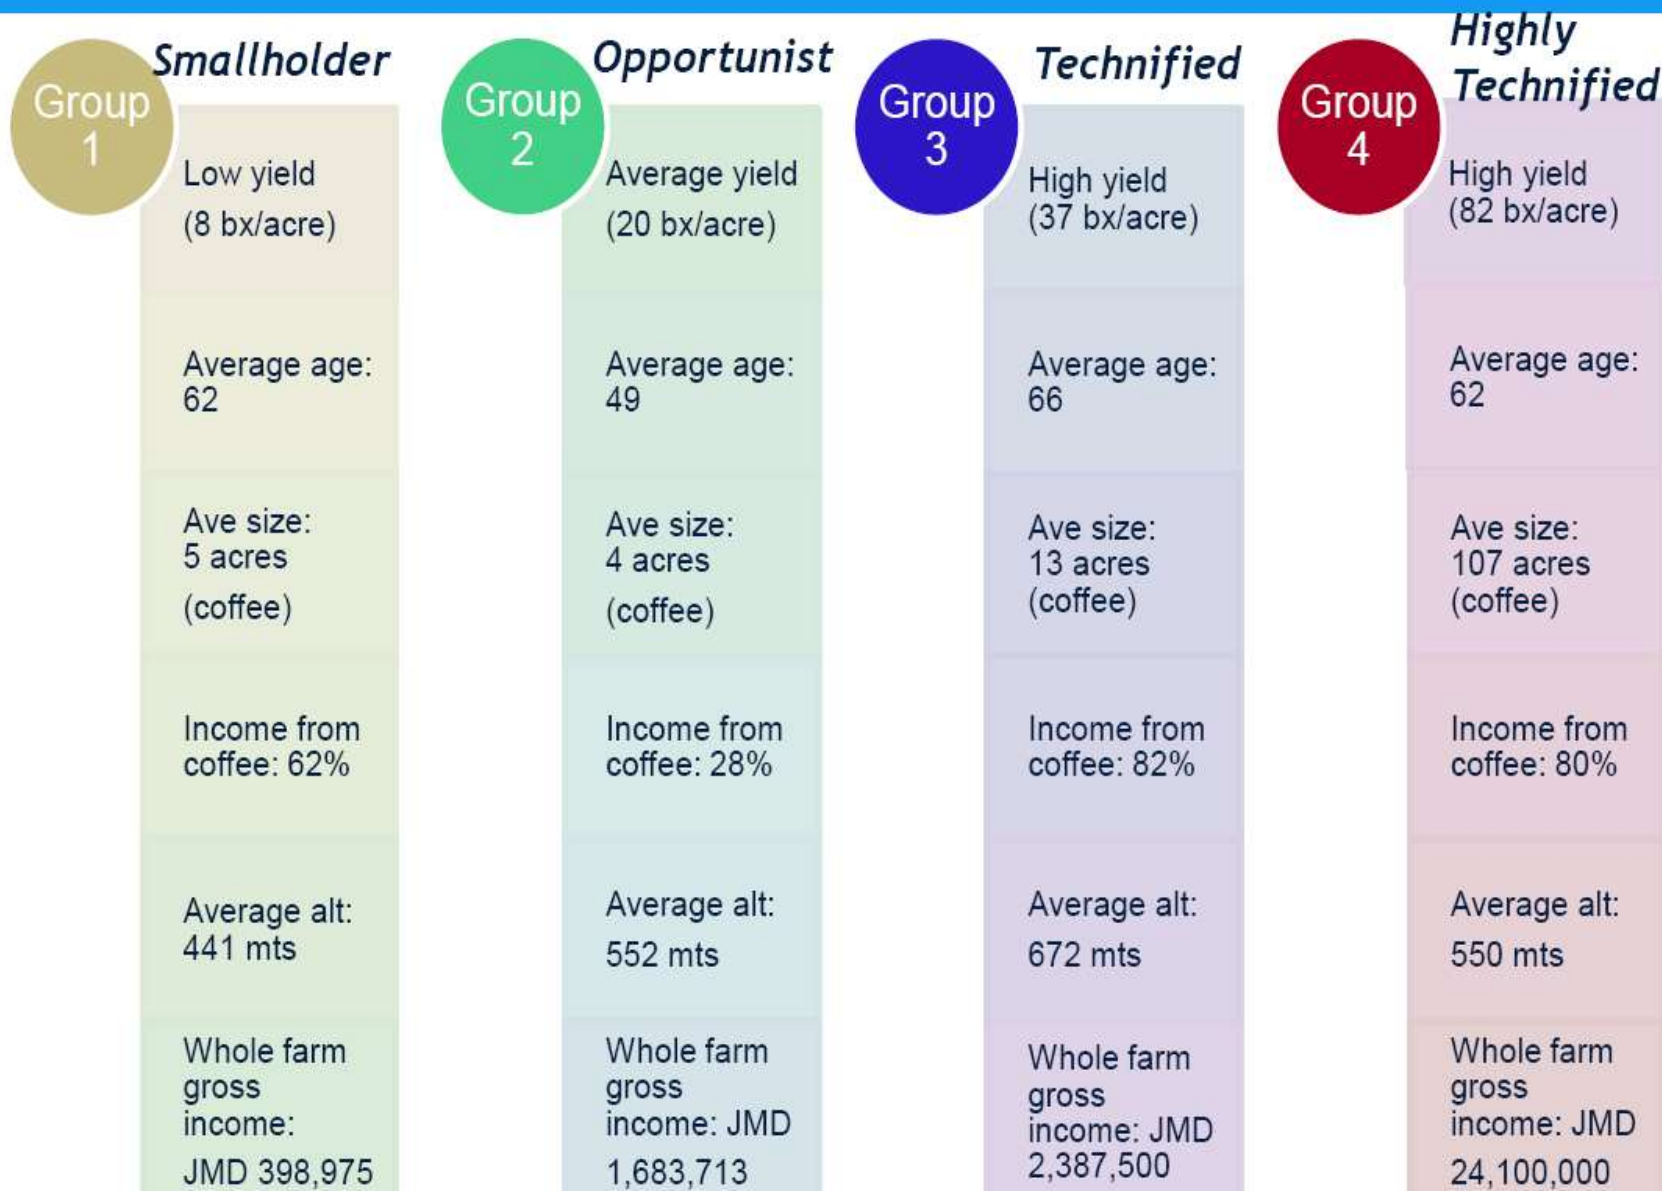 Group
1
Smallholder
Low yield
(8 bx/acre)
Average age:
62
Ave size:
5 acres
(coffee)
Income from
coffee: 62%
Average alt:
441 mts
Whole farm
gross
income:
JMD 398,975
Group
2
Opportunist
Average yield
(20 bx/acre)
Average age:
49
Ave size:
4 acres
(coffee)
Income from
coffee: 28%
Average alt:
552 mts
Whole farm
gross
income: JMD
1,683,713
Group
3
Technified
High yield
(37 bx/acre)
Average age:
66
Ave size:
13 acres
(coffee)
Income from
coffee: 82%
Average alt:
672 mts
Whole farm
gross
income: JMD
2,387,500
Group
4
Highly
Technified
High yield
(82 bx/acre)
Average age:
62
Ave size:
107 acres
(coffee)
Income from
coffee: 80%
Average alt:
550 mts
Whole farm
gross
income: JMD
24,100,000